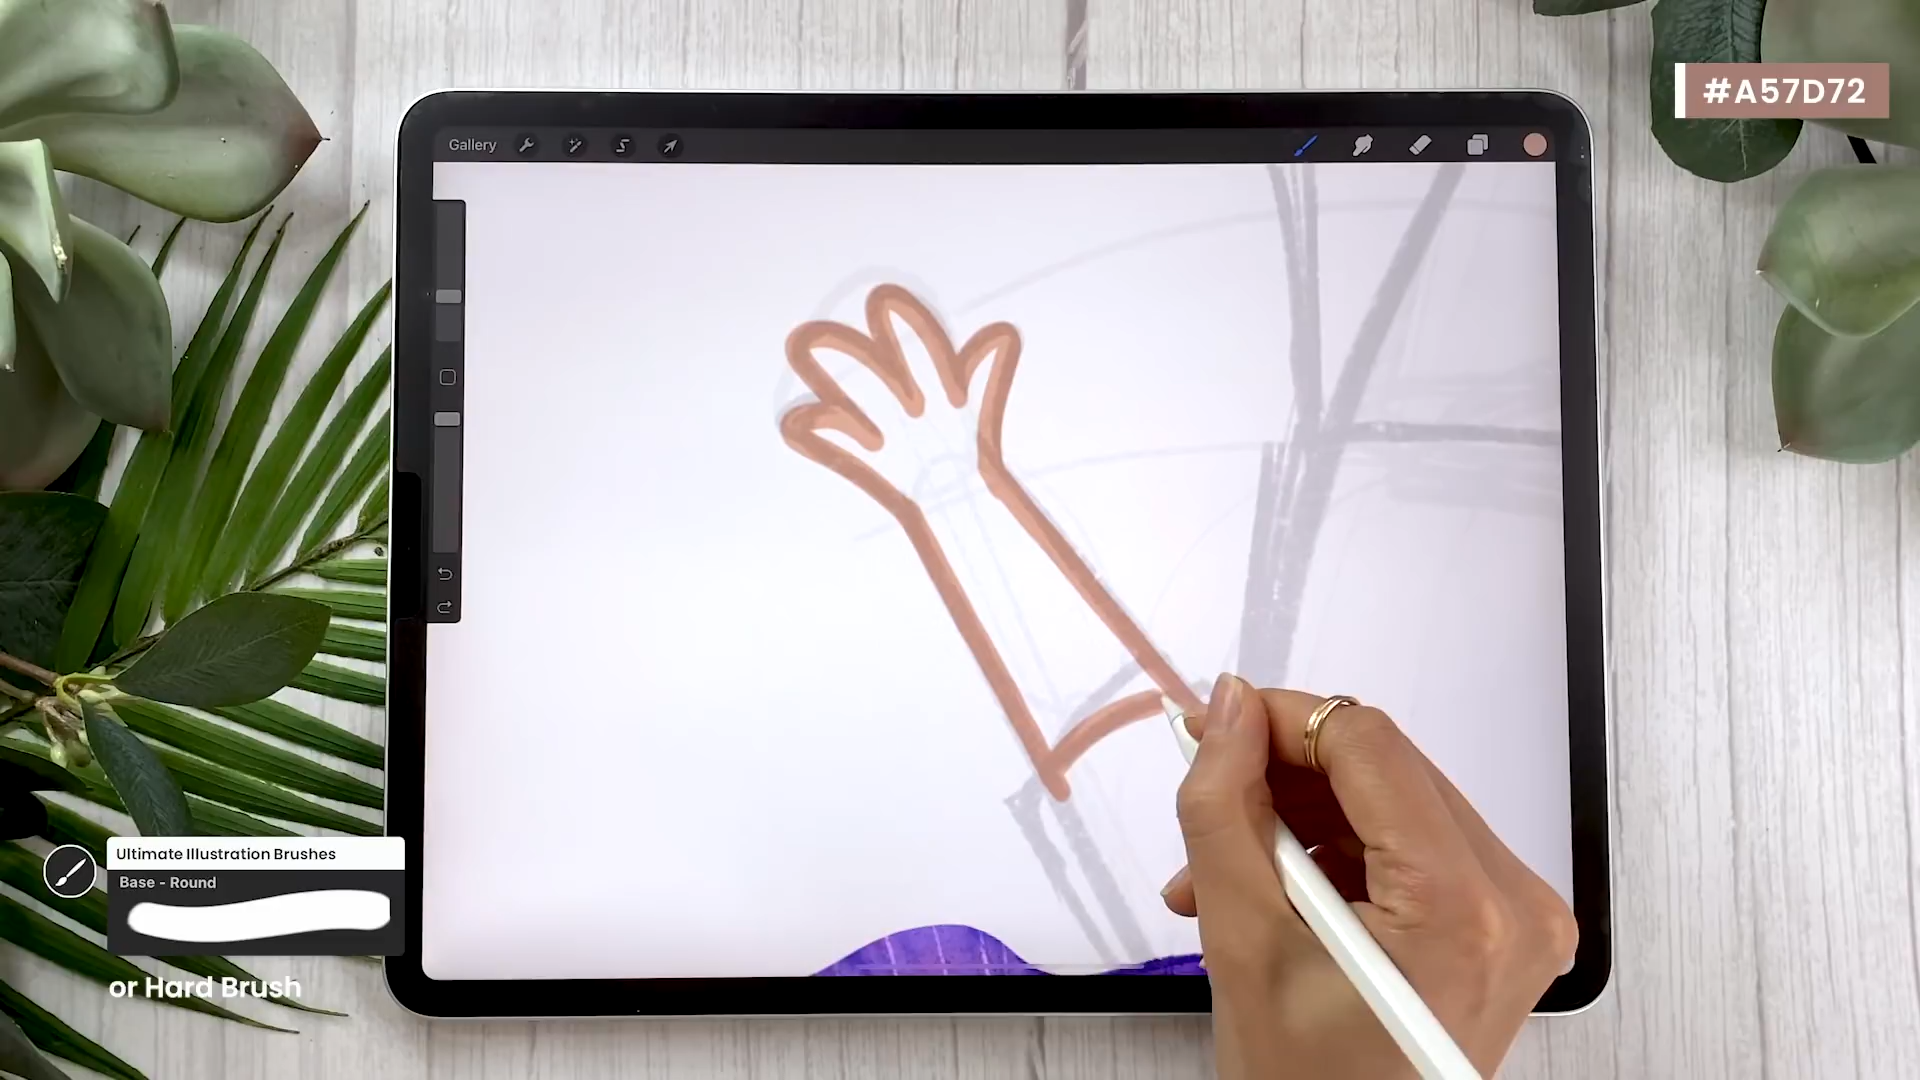 #A57D72
Gallery
Ultimate Illustration Brushes
Base - Round
or Hard Brush